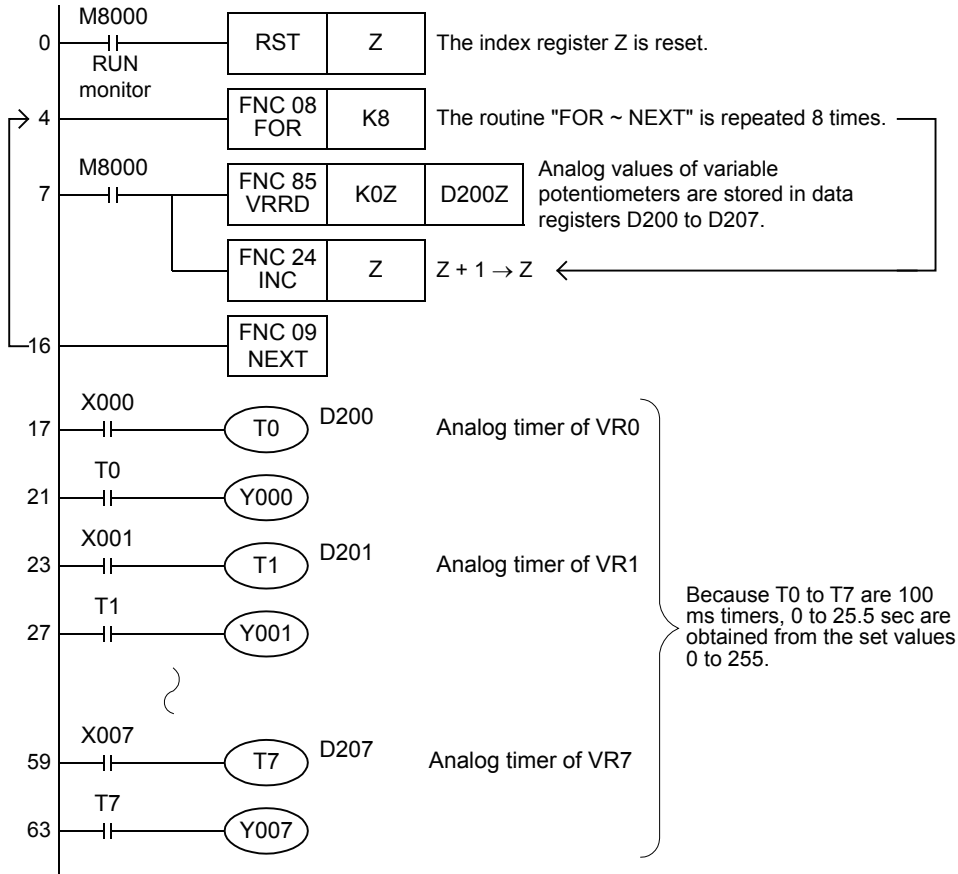 M8000
0 RST Z The index register Z is reset.
RUN
monitor
4 FNC 08 FOR K8 The routine "FOR ~ NEXT" is repeated 8 times.
M8000
7 FNC 85 VRRD K0Z D200Z
Analog values of variable
potentiometers are stored in data
registers D200 to D207.
FNC 24 INC Z Z + 1 → Z
16 FNC 09 NEXT
X000
17 T0 D200 Analog timer of VR0
T0
21 Y000
X001
23 T1 D201 Analog timer of VR1
T1
27 Y001
Because T0 to T7 are 100
ms timers, 0 to 25.5 sec are
obtained from the set values
0 to 255.
X007
59 T7 D207 Analog timer of VR7
T7
63 Y007